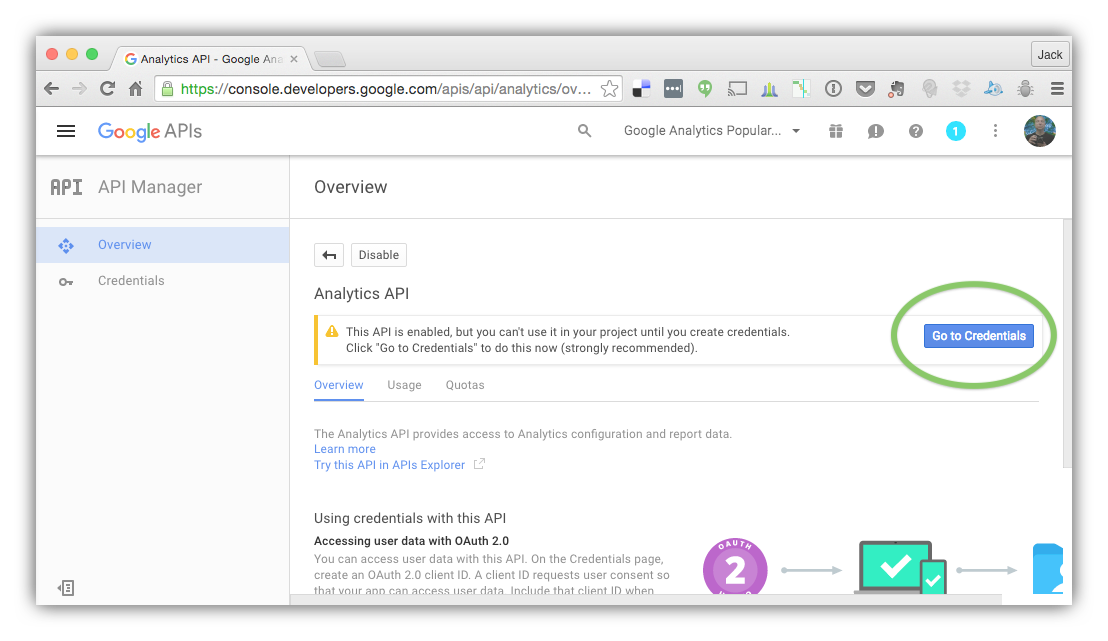 Analytics API - Google Ana
Jack
https://console.developers.google.com/apis/api/analytics/ov...
Google APIs
Google Analytics Popular...
1
API API Manager
Overview
Overview
Credentials
Disable
Analytics API
This API is enabled, but you can't use it in your project until you create credentials.
Click "Go to Credentials" to do this now (strongly recommended).
Go to Credentials
Overview Usage Quotas
The Analytics API provides access to Analytics configuration and report data.
Learn more
Try this API in APIs Explorer
Using credentials with this API
Accessing user data with OAuth 2.0
You can access user data with this API. On the Credentials page,
create an OAuth 2.0 client ID. A client ID requests user consent so
that your app can access user data. Include that client ID when
OAUTH
2